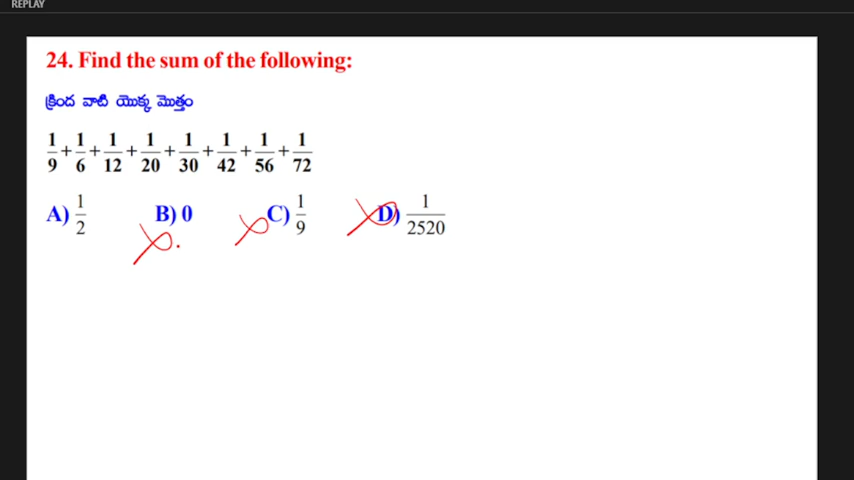 REPLAY
24. Find the sum of the following:
క్రింద వాటి యొక్క మొత్తం
1/9 + 1/6 + 1/12 + 1/20 + 1/30 + 1/42 + 1/56 + 1/72
A) 1/2 B) 0 C) 1/9 D) 1/2520